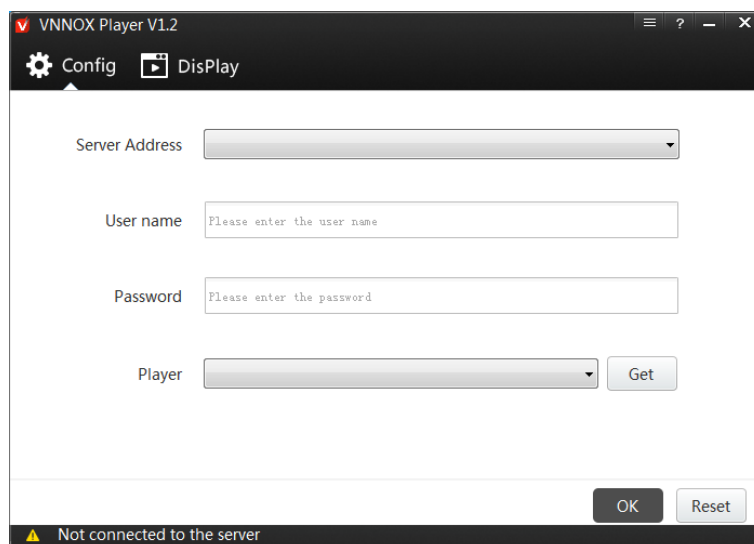 VNNOX Player V1.2
Config DisPlay
Server Address
User name Please enter the user name
Password Please enter the password
Player Get
OK Reset
Not connected to the server